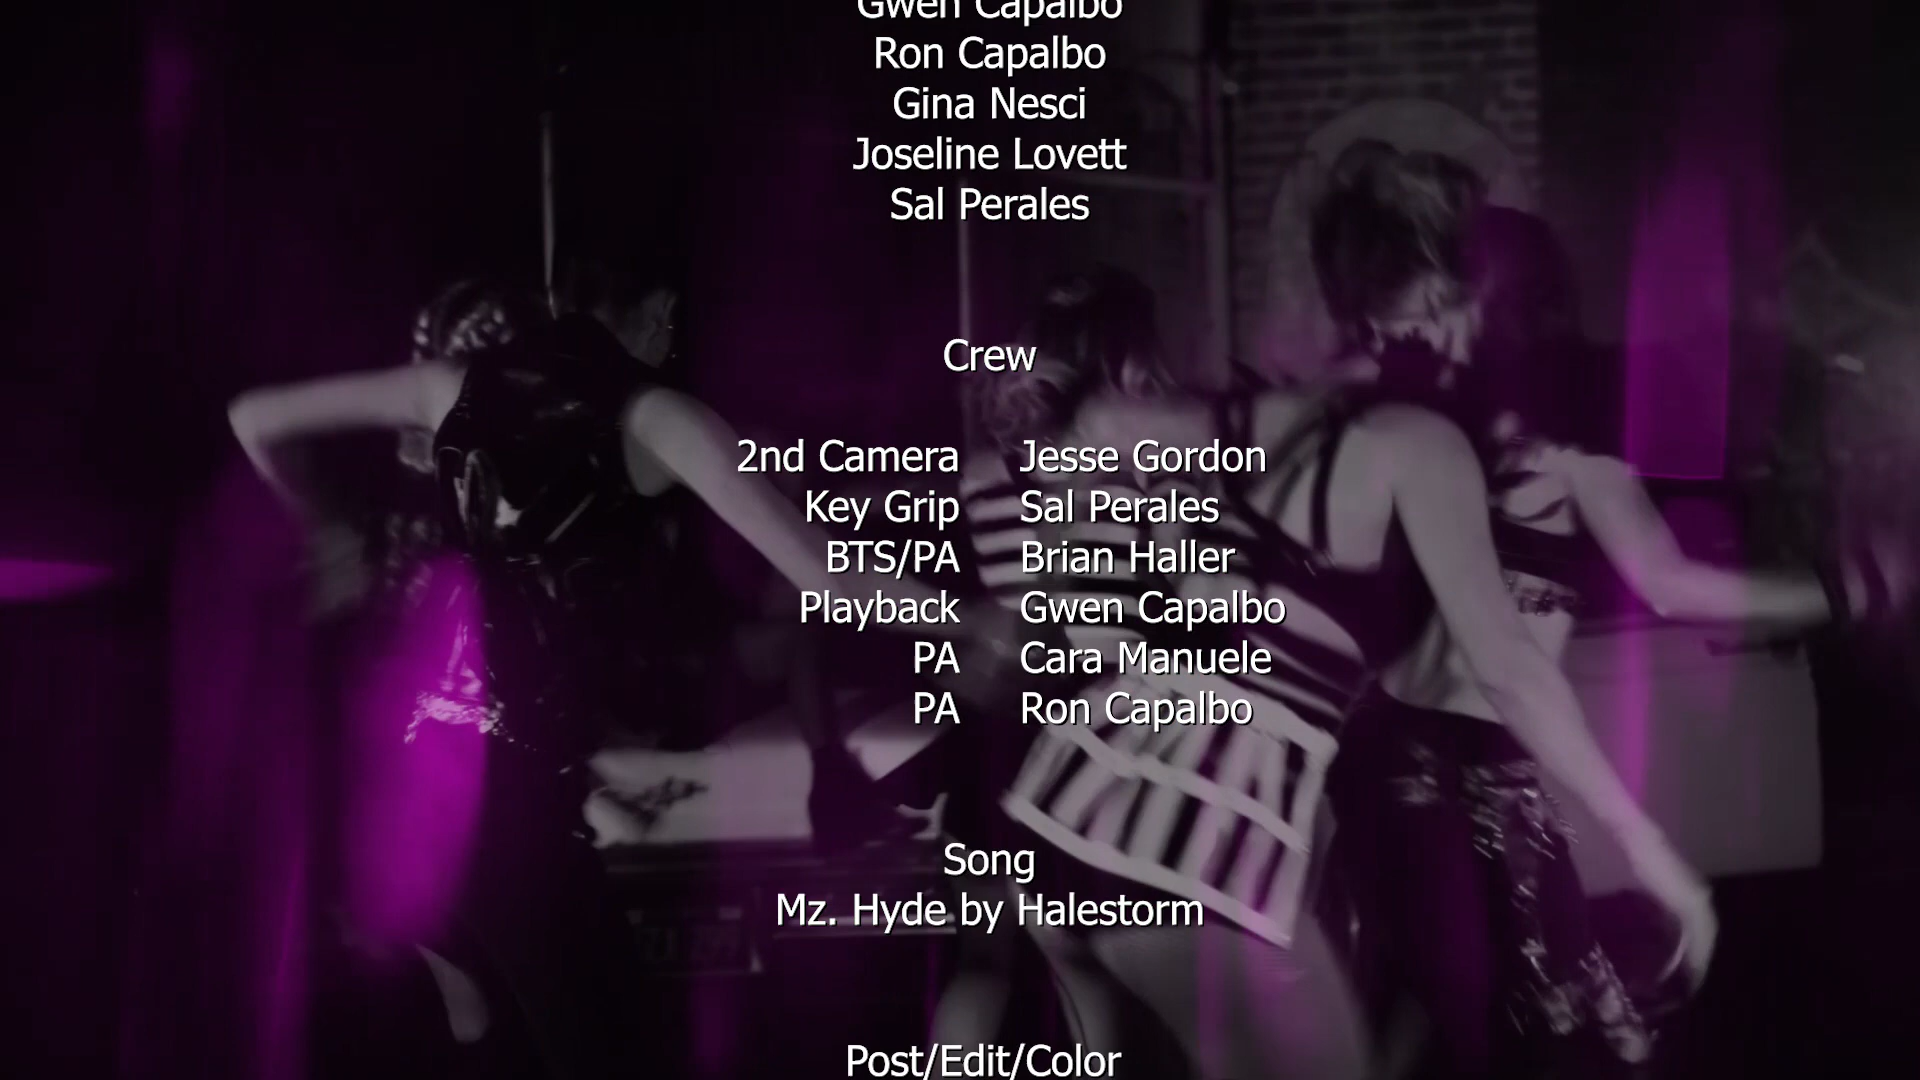 Gwen Capalbo
Ron Capalbo
Gina Nesci
Joseline Lovett
Sal Perales
Crew
2nd Camera Jesse Gordon
Key Grip Sal Perales
BTS/PA Brian Haller
Playback Gwen Capalbo
PA Cara Manuele
PA Ron Capalbo
Song
Mz. Hyde by Halestorm
Post/Edit/Color